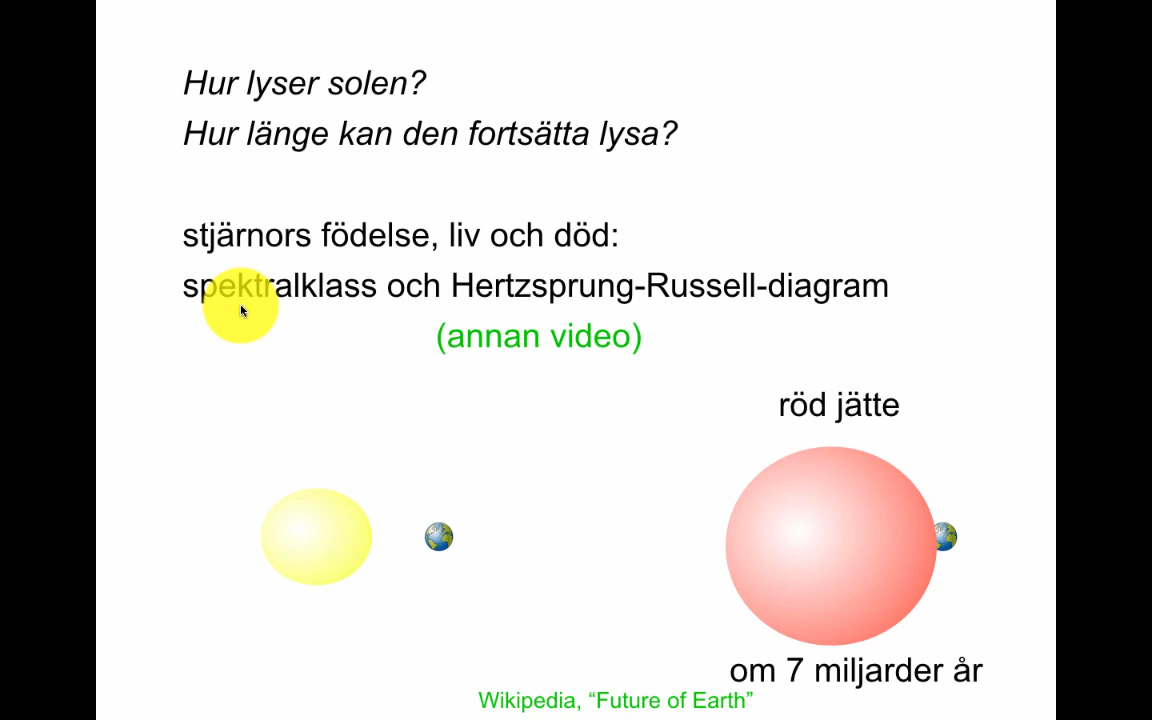 Hur lyser solen?
Hur länge kan den fortsätta lysa?
stjärnors födelse, liv och död:
spektralklass och Hertzsprung-Russell-diagram
(annan video)
röd jätte
om 7 miljarder år
Wikipedia, “Future of Earth”